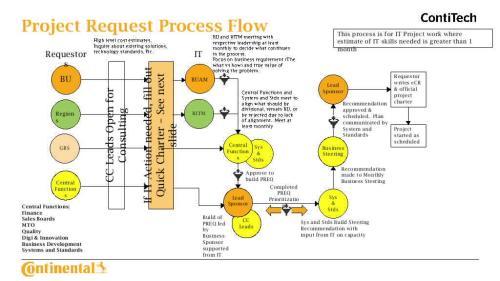 Project Request Process Flow
ContiTech
This process is for IT Project work where
estimate of IT skills needed is greater than 1
month
High level cost estimates,
Inquire about existing solutions,
technology standards, etc.
BU and RITM meeting with
respective leadership at least
monthly to decide what continues
in the process.
Focus on business requirement (The
what vs how) and true value of
solving the problem.
Requestor
s
IT
BU
Region
s
GBS
Central
Function
s
CC Leads Open for
Consulting
If IT Action needed, fill out
Quick Charter – See next
slide
BUAM
RITM
Central Functions and
System and Stds meet to
align what should be
divisional, remain BU, or
be rejected due to lack
of alignment. Meet at
least monthly
Central
Function
s
Sys
&
Stds
Approve to
build PREQ
Lead
Sponsor
CC
Leads
Build of
PREQ led
by
Business
Sponsor
supported
from IT
Completed
PREQ
Prioritizatio
n
Sys and Stds Build Steering
Recommendation with
input from IT on capacity
Sys
&
Stds
Recommendation
made to Monthly
Business Steering
Business
Steering
Recommendation
approved &
scheduled. Plan
communicated by
System and
Standards
Lead
Sponsor
Requestor
writes eCR
& official
project
charter
Project
started as
scheduled
Central Functions:
Finance
Sales Boards
MTO
Quality
Digi & Innovation
Business Development
Systems and Standards
Continental